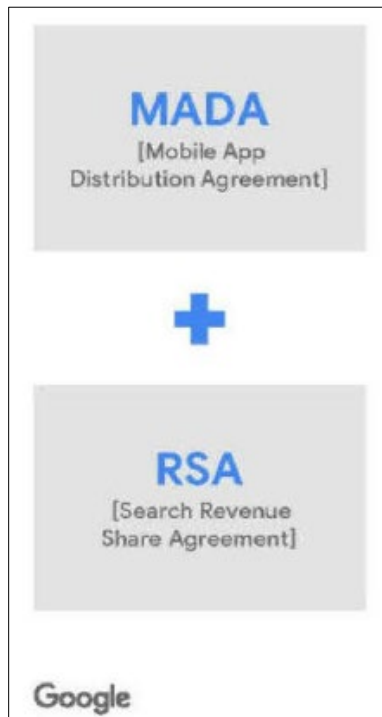 MADA
[Mobile App
Distribution Agreement]
+
RSA
[Search Revenue
Share Agreement]
Google